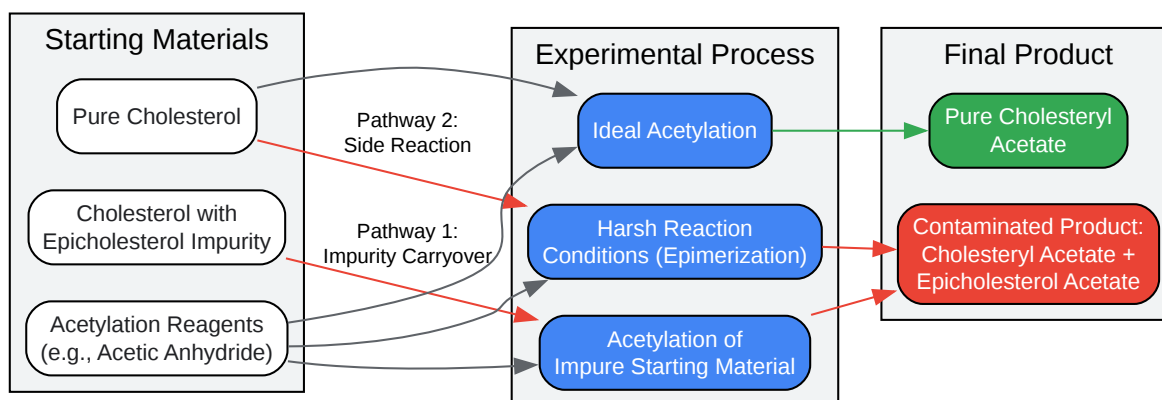 Starting Materials
Pure Cholesterol
Cholesterol with
Epicholesterol Impurity
Acetylation Reagents
(e.g., Acetic Anhydride)
Pathway 2:
Side Reaction
Pathway 1:
Impurity Carryover
Experimental Process
Ideal Acetylation
Harsh Reaction
Conditions (Epimerization)
Acetylation of
Impure Starting Material
Final Product
Pure Cholesteryl
Acetate
Contaminated Product:
Cholesteryl Acetate +
Epicholesterol Acetate